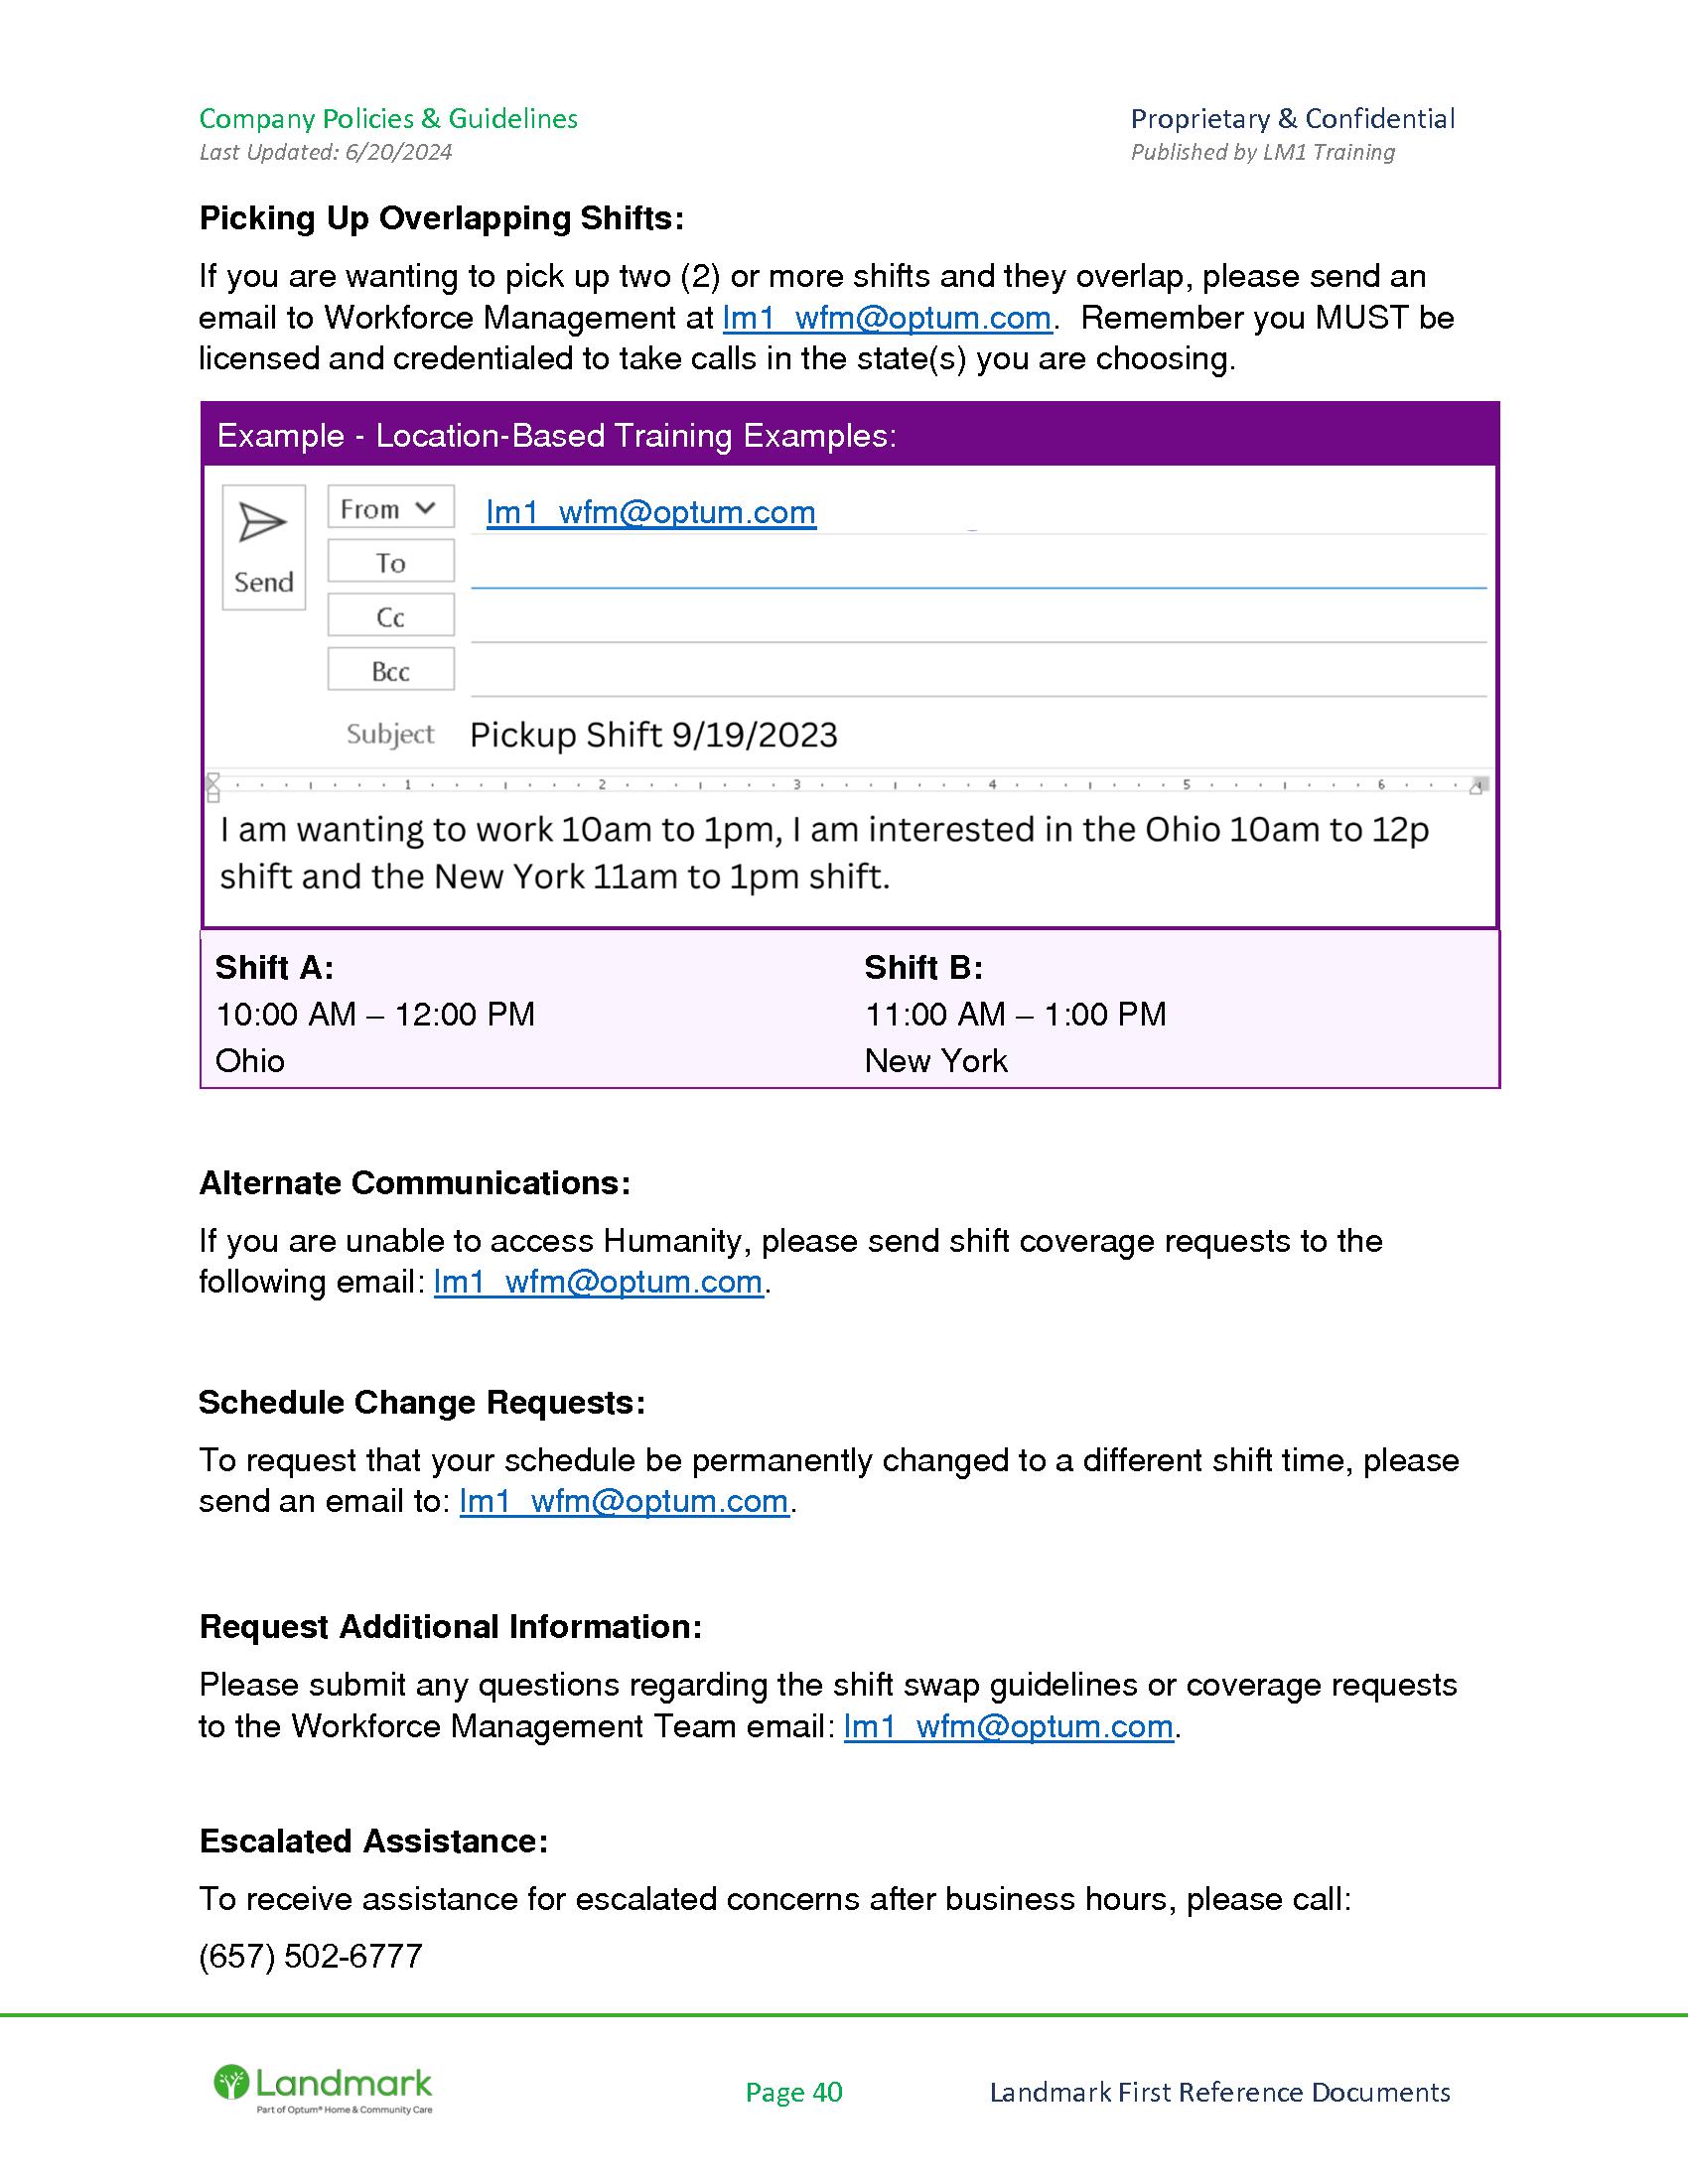 Company Policies & Guidelines
Proprietary & Confidential
Last Updated: 6/20/2024
Published by LM1 Training
Picking Up Overlapping Shifts:
If you are wanting to pick up two (2) or more shifts and they overlap, please send an
email to Workforce Management at lm1_wfm@optum.com.  Remember you MUST be
licensed and credentialed to take calls in the state(s) you are choosing.
Example - Location-Based Training Examples:
From
lm1_wfm@optum.com
To
Send
Cc
Bcc
Subject
Pickup Shift 9/19/2023
1 2 3 4 5 6
I am wanting to work 10am to 1pm, I am interested in the Ohio 10am to 12p
shift and the New York 11am to 1pm shift.
Shift A:
Shift B:
10:00 AM – 12:00 PM
11:00 AM – 1:00 PM
Ohio
New York
Alternate Communications:
If you are unable to access Humanity, please send shift coverage requests to the
following email: lm1_wfm@optum.com.
Schedule Change Requests:
To request that your schedule be permanently changed to a different shift time, please
send an email to: lm1_wfm@optum.com.
Request Additional Information:
Please submit any questions regarding the shift swap guidelines or coverage requests
to the Workforce Management Team email: lm1_wfm@optum.com.
Escalated Assistance:
To receive assistance for escalated concerns after business hours, please call:
(657) 502-6777
Landmark
Part of Optum® Home & Community Care
Page 40
Landmark First Reference Documents